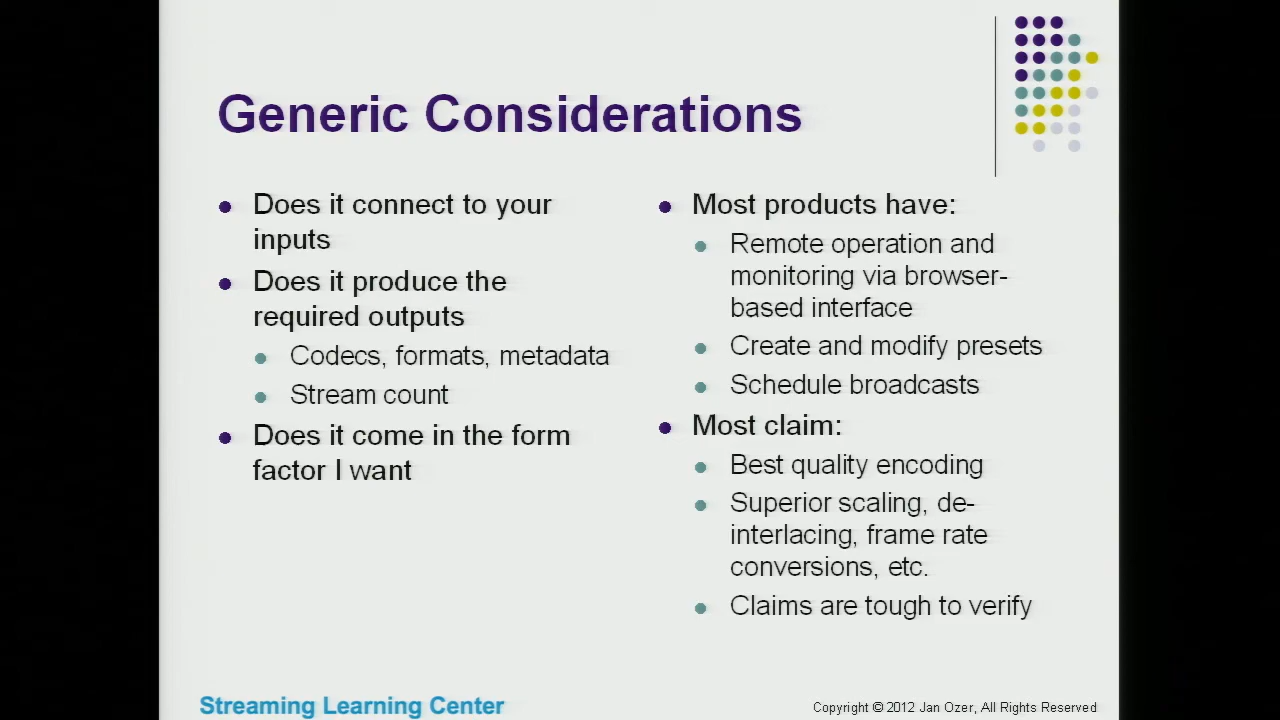 Generic Considerations
Does it connect to your
inputs
Does it produce the
required outputs
Codecs, formats, metadata
Stream count
Does it come in the form
factor I want
Most products have:
Remote operation and
monitoring via browser-
based interface
Create and modify presets
Schedule broadcasts
Most claim:
Best quality encoding
Superior scaling, de-
interlacing, frame rate
conversions, etc.
Claims are tough to verify
Streaming Learning Center
Copyright © 2012 Jan Ozer, All Rights Reserved